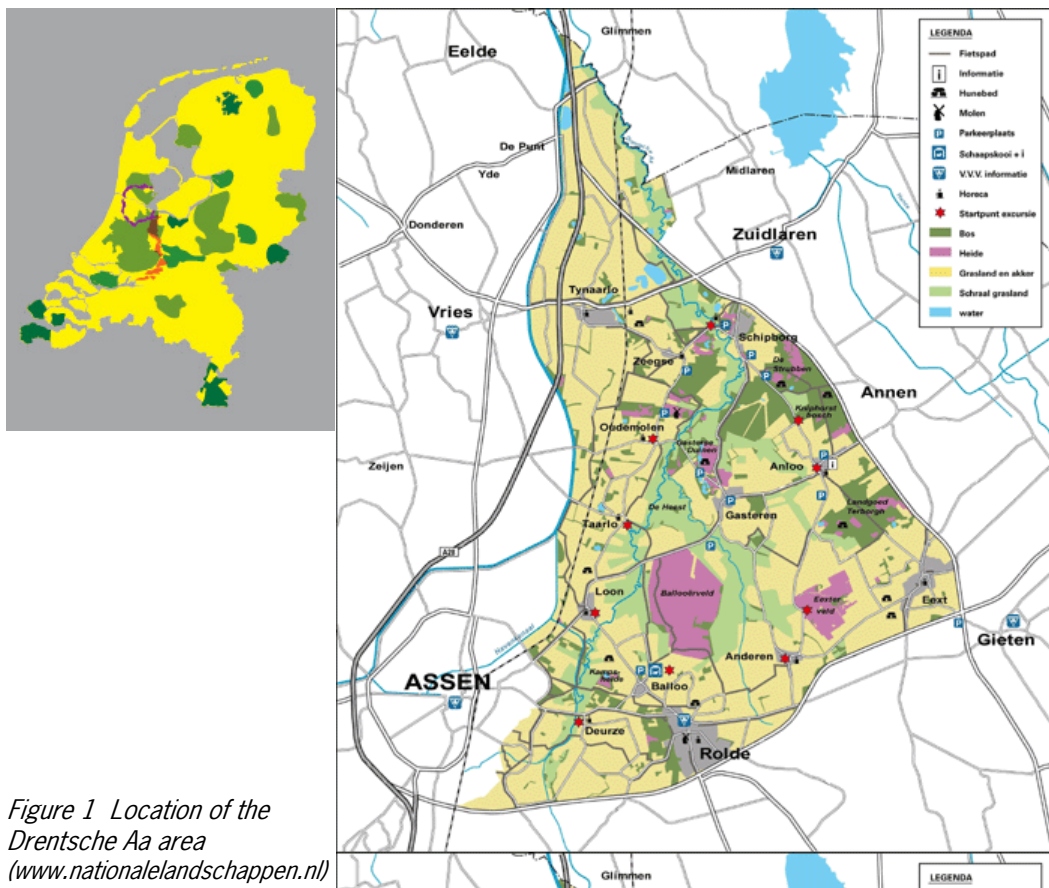 Glimmen
Eelde
De Punt
Yde
Midlaren
Donderen
Zuidlaren
Tynaarlo
Vries
Schipborg
Zeegse
De
Strubben
Annen
Kniphorst
bosch
Oudemolen
Gasterse
Duinen
Zeijen
Anloo
De Heest
Gasteren
Landgoed
Terborgh
Taarlo
A28
Loon
Balloërveld
Eexter
veld
Eext
Gieten
Anderen
ASSEN
Balloo
Deurze
Rolde
LEGENDA
Fietspad
i Informatie
Hunebed
Molen
P Parkeerplaats
Schaapskooi + i
V.V.V. informatie
Horeca
Startpunt excursie
Bos
Heide
Grasland en akker
Schraal grasland
water
Figure 1 Location of the
Drentsche Aa area
(www.nationalelandschappen.nl)
Glimmen
LEGENDA